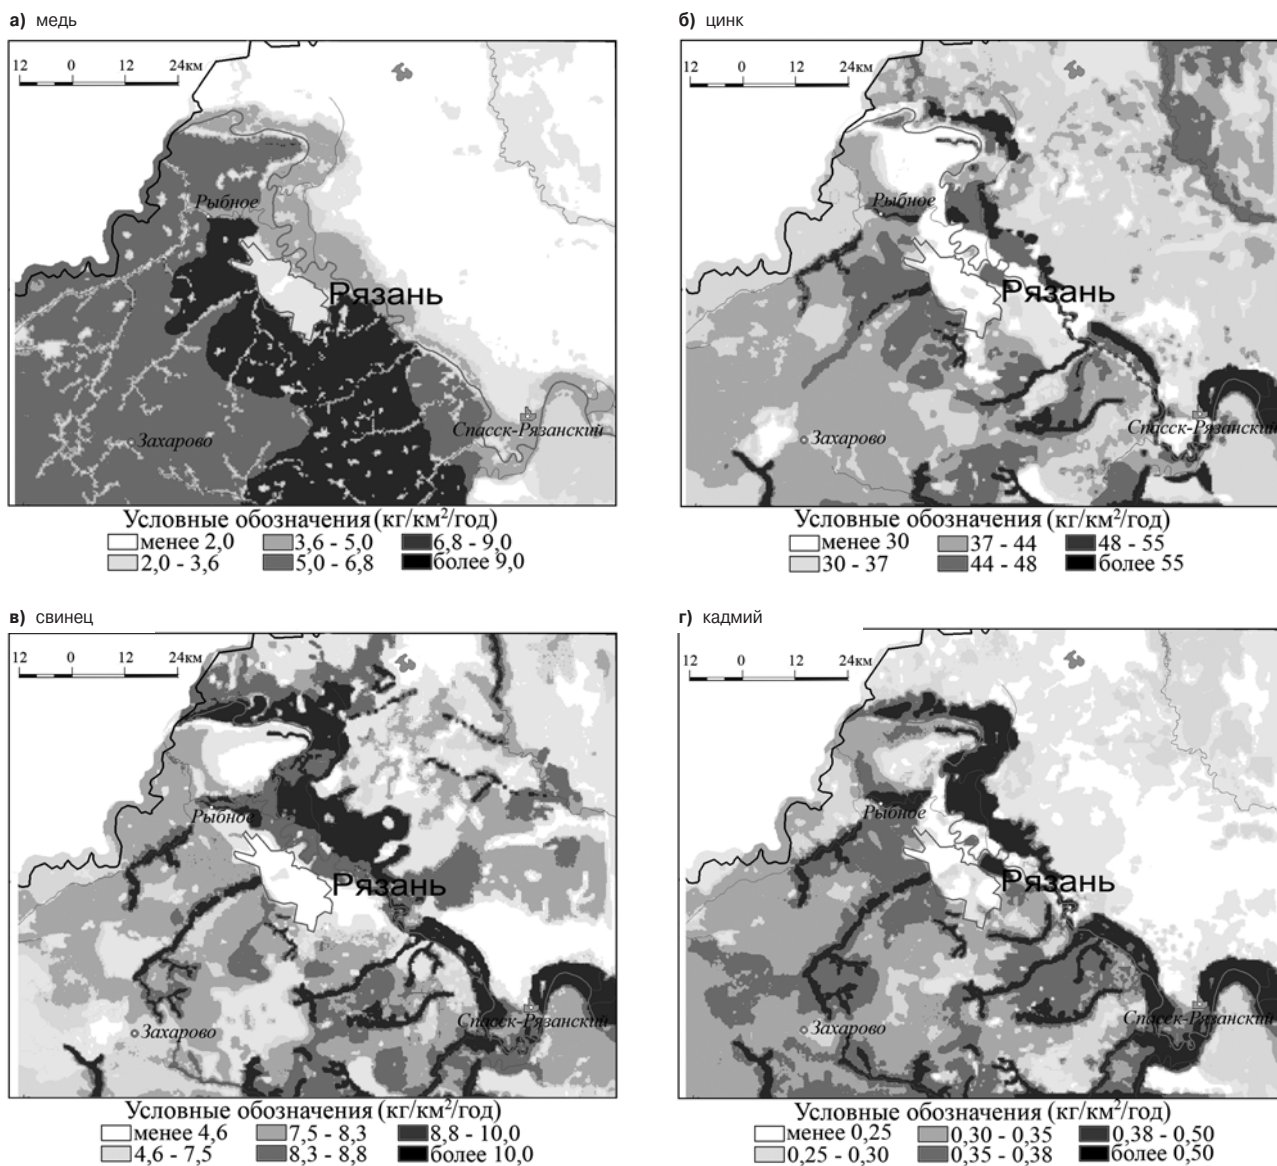 а) медь
12 0 12 24км
Рыбное
Рязань
Захарово
Спасск-Рязанский
Условные обозначения (кг/км²/год)
менее 2,0 3,6 - 5,0 6,8 - 9,0
2,0 - 3,6 5,0 - 6,8 более 9,0
б) цинк
12 0 12 24км
Рыбное
Рязань
Захарово
Спасск-Рязанский
Условные обозначения (кг/км²/год)
менее 30 37 - 44 48 - 55
30 - 37 44 - 48 более 55
в) свинец
12 0 12 24км
Рыбное
Рязань
Захарово
Спасск-Рязанский
Условные обозначения (кг/км²/год)
менее 4,6 7,5 - 8,3 8,8 - 10,0
4,6 - 7,5 8,3 - 8,8 более 10,0
г) кадмий
12 0 12 24км
Рыбное
Рязань
Захарово
Спасск-Рязанский
Условные обозначения (кг/км²/год)
менее 0,25 0,30 - 0,35 0,38 - 0,50
0,25 - 0,30 0,35 - 0,38 более 0,50